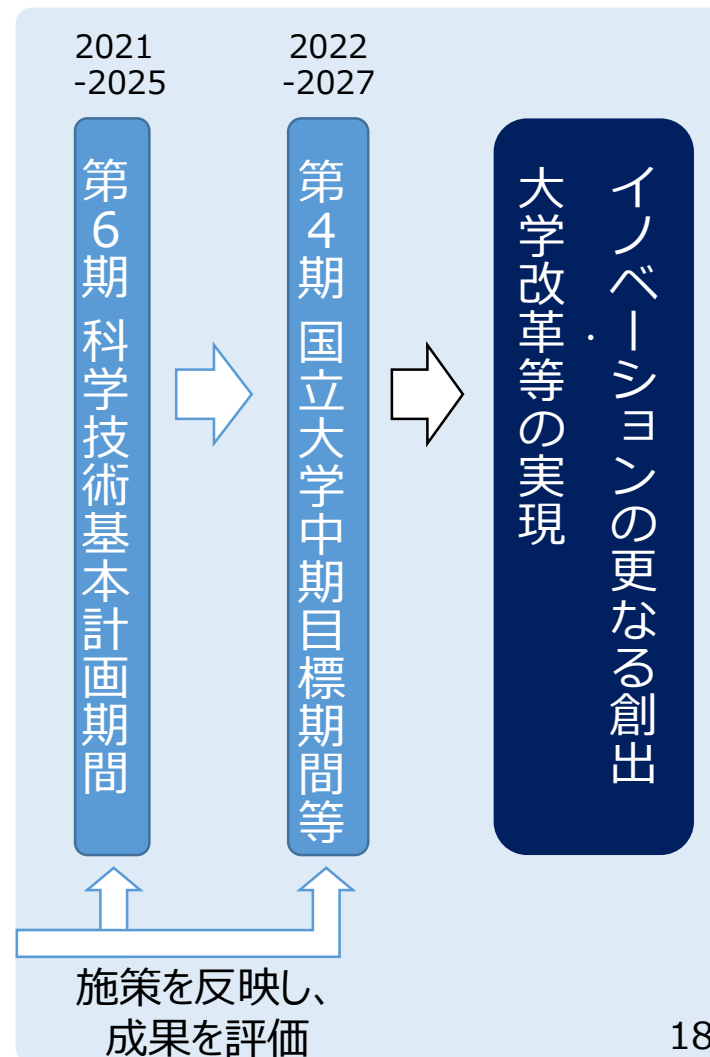 2021
-2025
2022
-2027
第６期 科学技術基本計画期間
第４期 国立大学中期目標期間等
イノベーションの更なる創出
・
大学改革等の実現
施策を反映し、
成果を評価
18